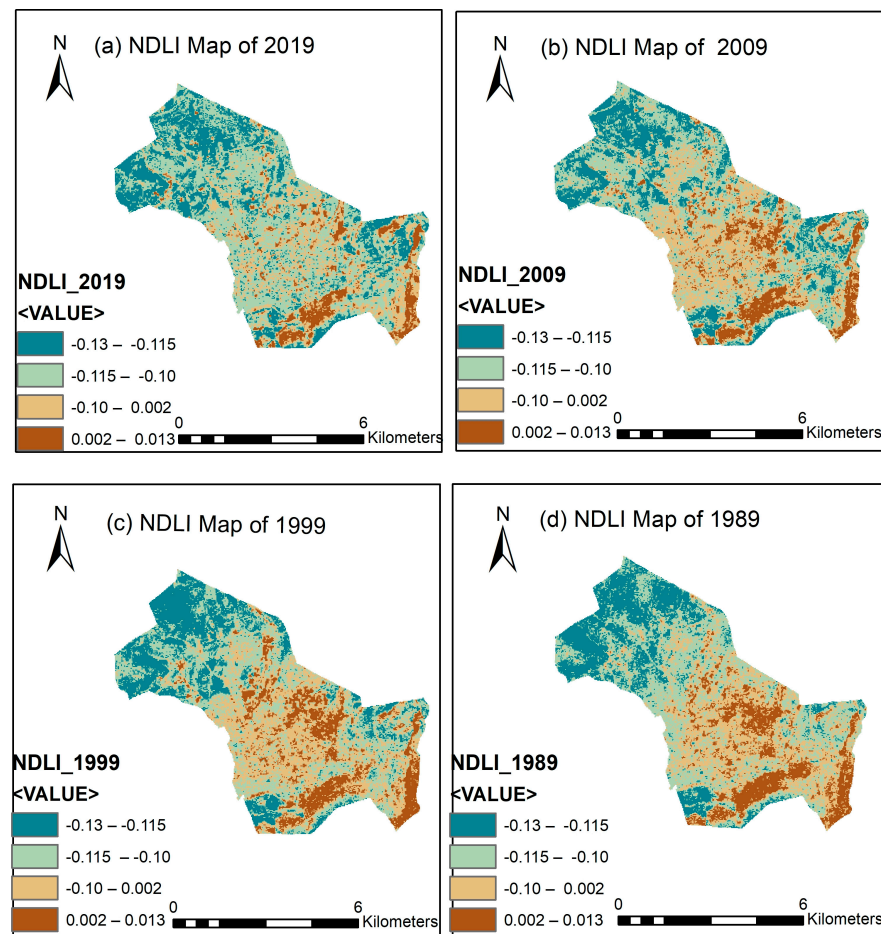 N
(a) NDLI Map of 2019
NDLI_2019
<VALUE>
-0.13 – -0.115
-0.115 – -0.10
-0.10 – 0.002
0.002 – 0.013
0 6
Kilometers
N
(b) NDLI Map of 2009
NDLI_2009
<VALUE>
-0.13 – -0.115
-0.115 – -0.10
-0.10 – 0.002
0.002 – 0.013
0 6
Kilometers
N
(c) NDLI Map of 1999
NDLI_1999
<VALUE>
-0.13 – -0.115
-0.115 – -0.10
-0.10 – 0.002
0.002 – 0.013
0 6
Kilometers
N
(d) NDLI Map of 1989
NDLI_1989
<VALUE>
-0.13 – -0.115
-0.115 – -0.10
-0.10 – 0.002
0.002 – 0.013
0 6
Kilometers